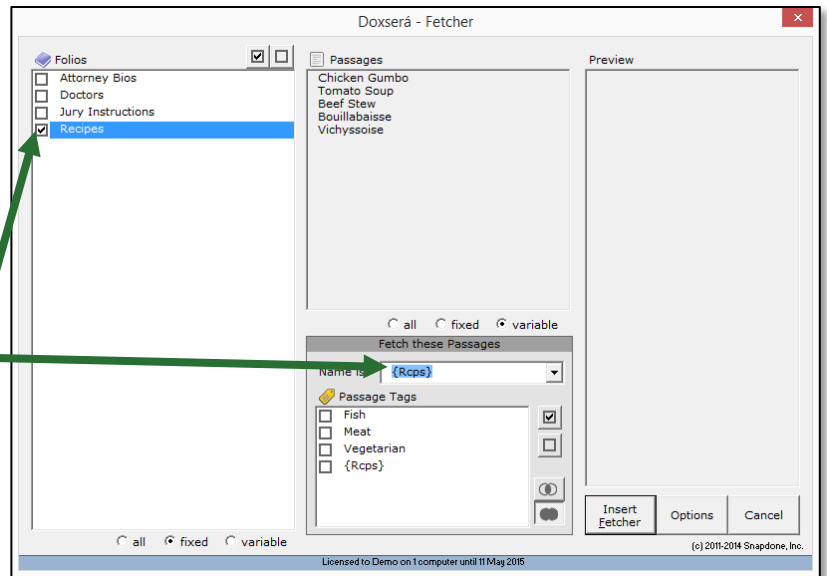 Doxserá - Fetcher
×
Folios
Attorney Bios
Doctors
Jury Instructions
Recipes
all fixed variable
Passages
Chicken Gumbo
Tomato Soup
Beef Stew
Bouillabaisse
Vichyssoise
all fixed variable
Fetch these Passages
Name is {Rcps}
Passage Tags
Fish
Meat
Vegetarian
{Rcps}
Preview
Insert Fetcher
Options
Cancel
(c) 2011-2014 Snapdone, Inc.
Licensed to Demo on 1 computer until 11 May 2015